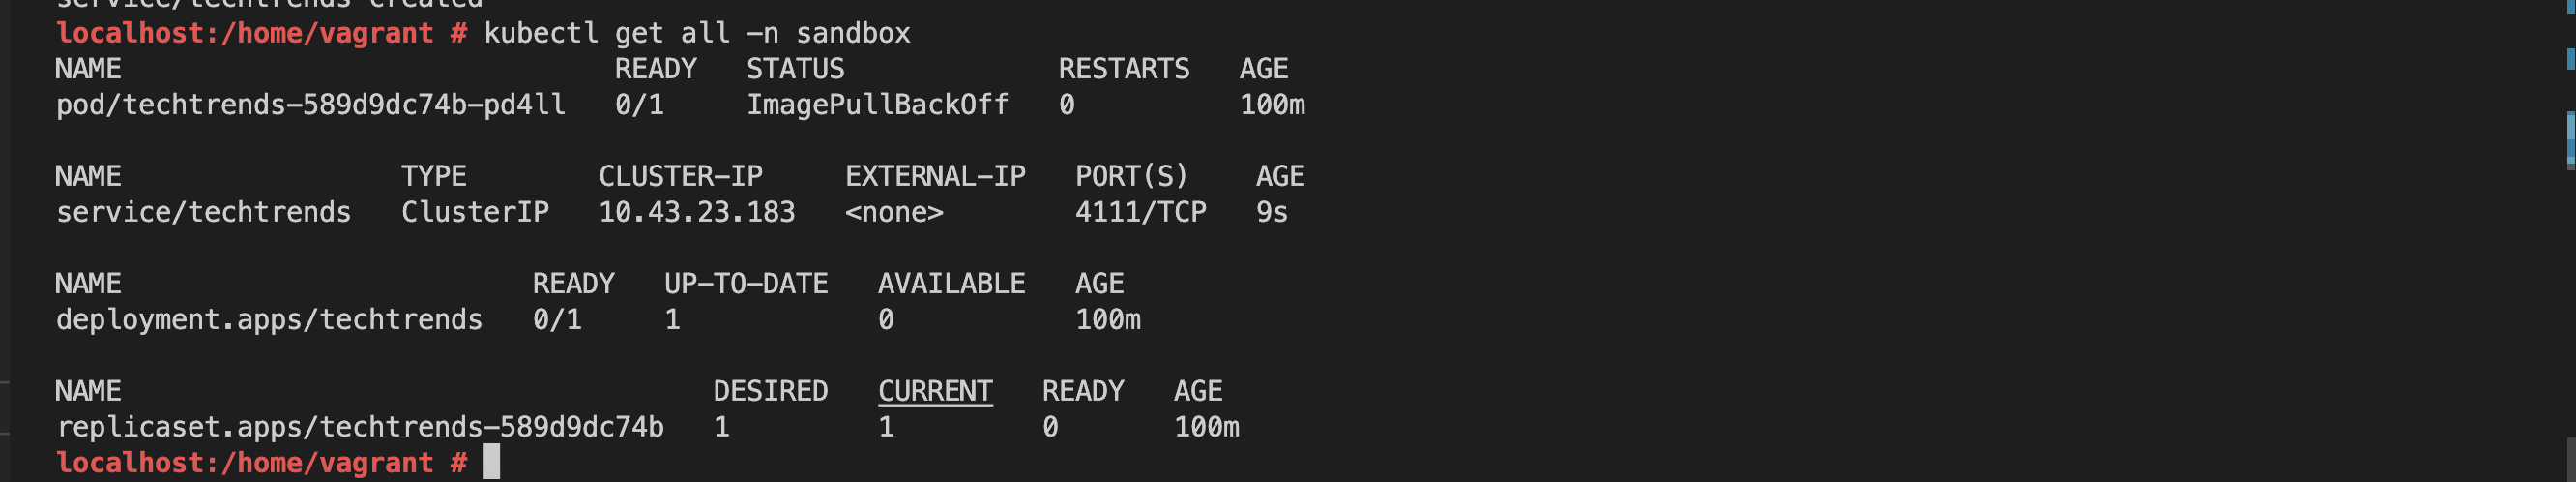 service/techtrends created
localhost:/home/vagrant # kubectl get all -n sandbox
NAME                              READY   STATUS             RESTARTS   AGE
pod/techtrends-589d9dc74b-pd4ll   0/1     ImagePullBackOff   0          100m
NAME                 TYPE        CLUSTER-IP     EXTERNAL-IP   PORT(S)    AGE
service/techtrends   ClusterIP   10.43.23.183   <none>        4111/TCP   9s
NAME                         READY   UP-TO-DATE   AVAILABLE   AGE
deployment.apps/techtrends   0/1     1            0           100m
NAME                                    DESIRED   CURRENT   READY   AGE
replicaset.apps/techtrends-589d9dc74b   1         1         0       100m
localhost:/home/vagrant #